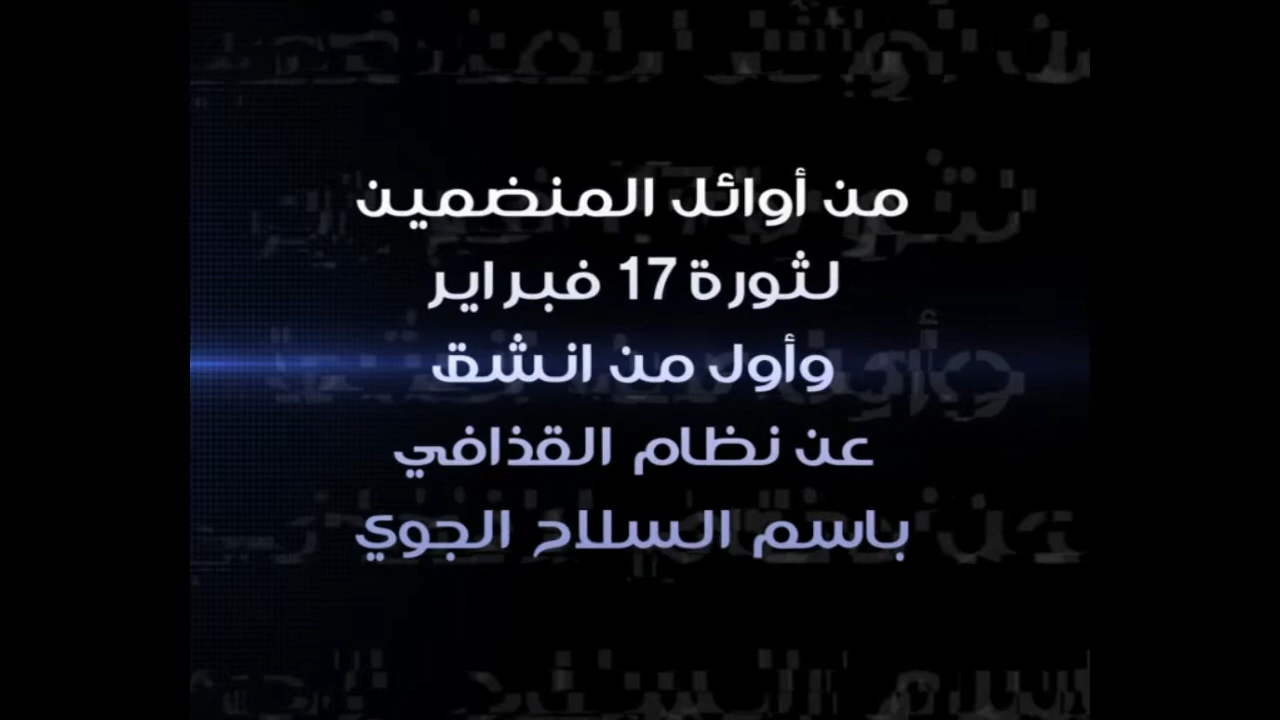 من أوائل المنضمين
لثورة 17 فبراير
وأول من انشق
عن نظام القذافي
باسم السلاح الجوي